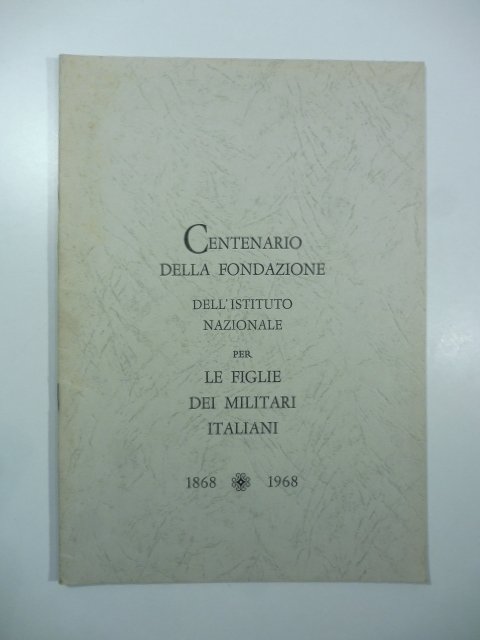 CENTENARIO
DELLA FONDAZIONE
DELL'ISTITUTO
NAZIONALE
PER
LE FIGLIE
DEI MILITARI
ITALIANI
1868 1968